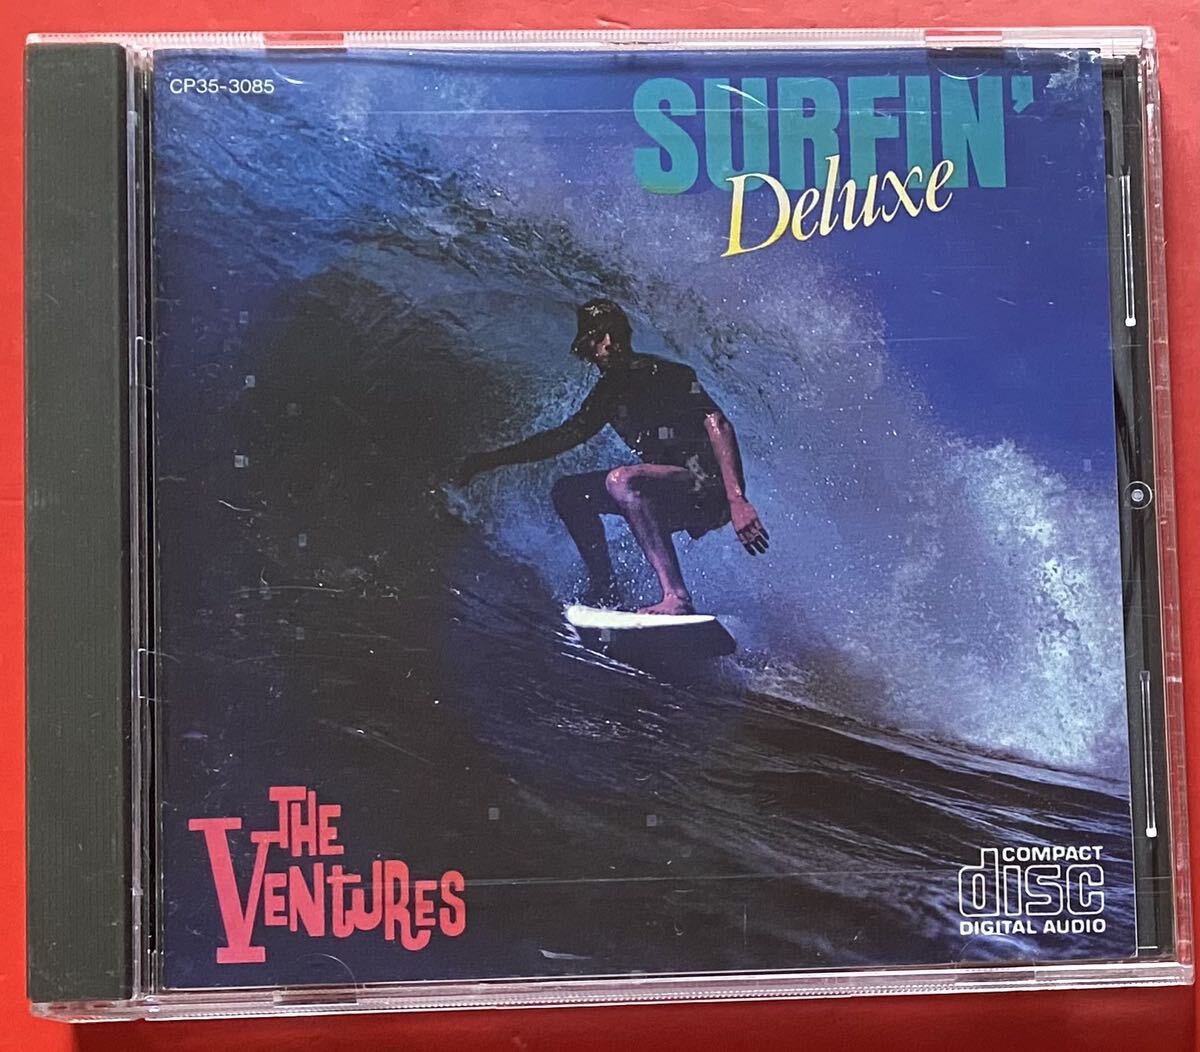 CP35-3085
SURFIN'
Deluxe
THE
VENTURES
COMPACT
disc
DIGITAL AUDIO